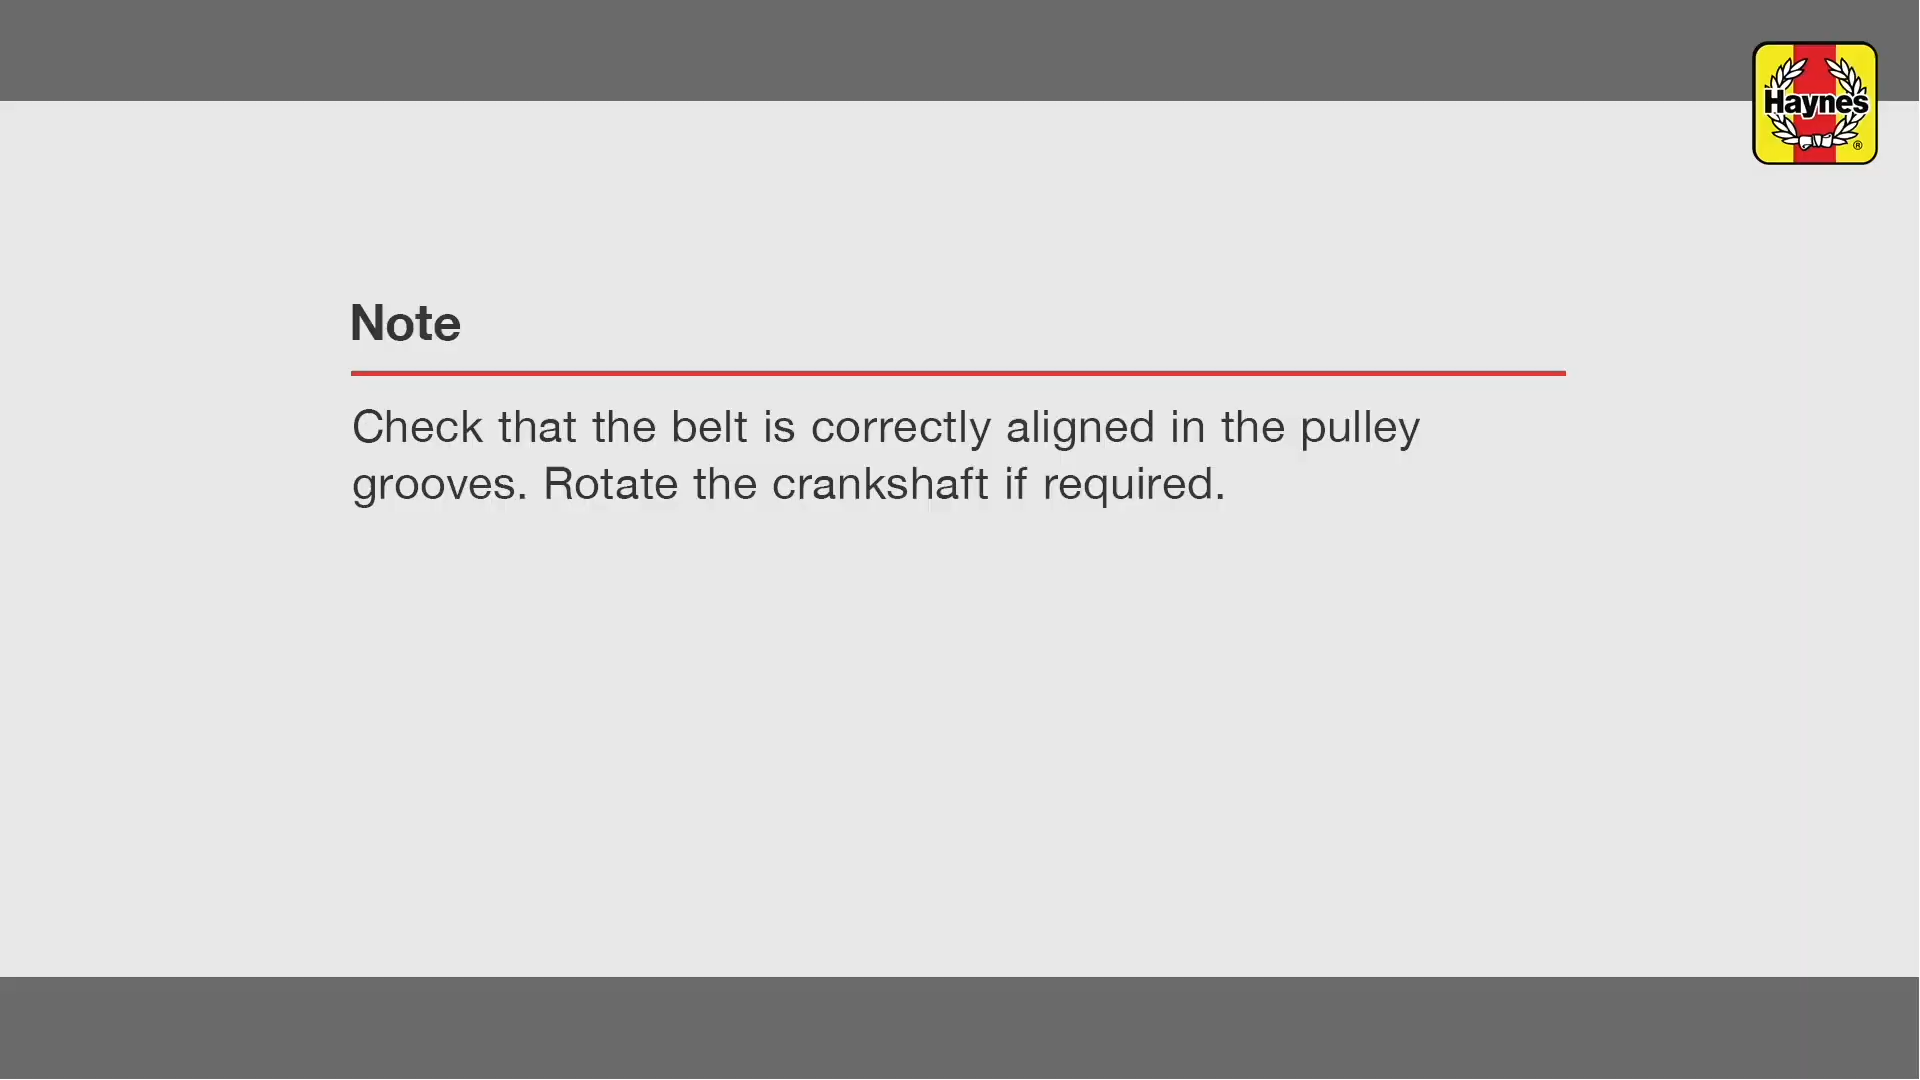 Haynes
®
Note
Check that the belt is correctly aligned in the pulley
grooves. Rotate the crankshaft if required.